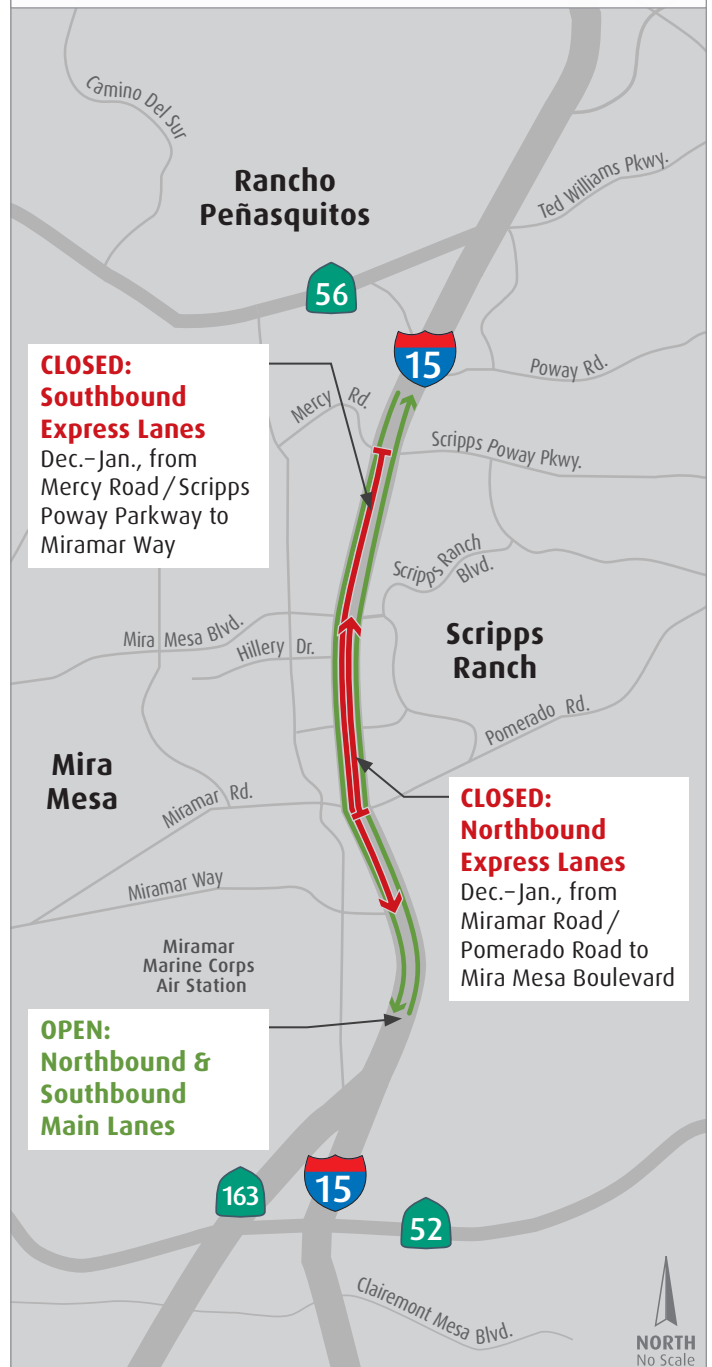 Camino Del Sur
Rancho
Peñasquitos
Ted Williams Pkwy.
56
15
Poway Rd.
CLOSED:
Southbound
Express Lanes
Dec.–Jan., from
Mercy Road / Scripps
Poway Parkway to
Miramar Way
Mercy Rd.
Scripps Poway Pkwy.
Scripps Ranch
Blvd.
Mira Mesa Blvd.
Hillery Dr.
Scripps
Ranch
Pomerado Rd.
Mira
Mesa
Miramar Rd.
CLOSED:
Northbound
Express Lanes
Dec.–Jan., from
Miramar Road /
Pomerado Road to
Mira Mesa Boulevard
Miramar Way
Miramar
Marine Corps
Air Station
OPEN:
Northbound &
Southbound
Main Lanes
163
15
52
Clairemont Mesa Blvd.
NORTH
No Scale